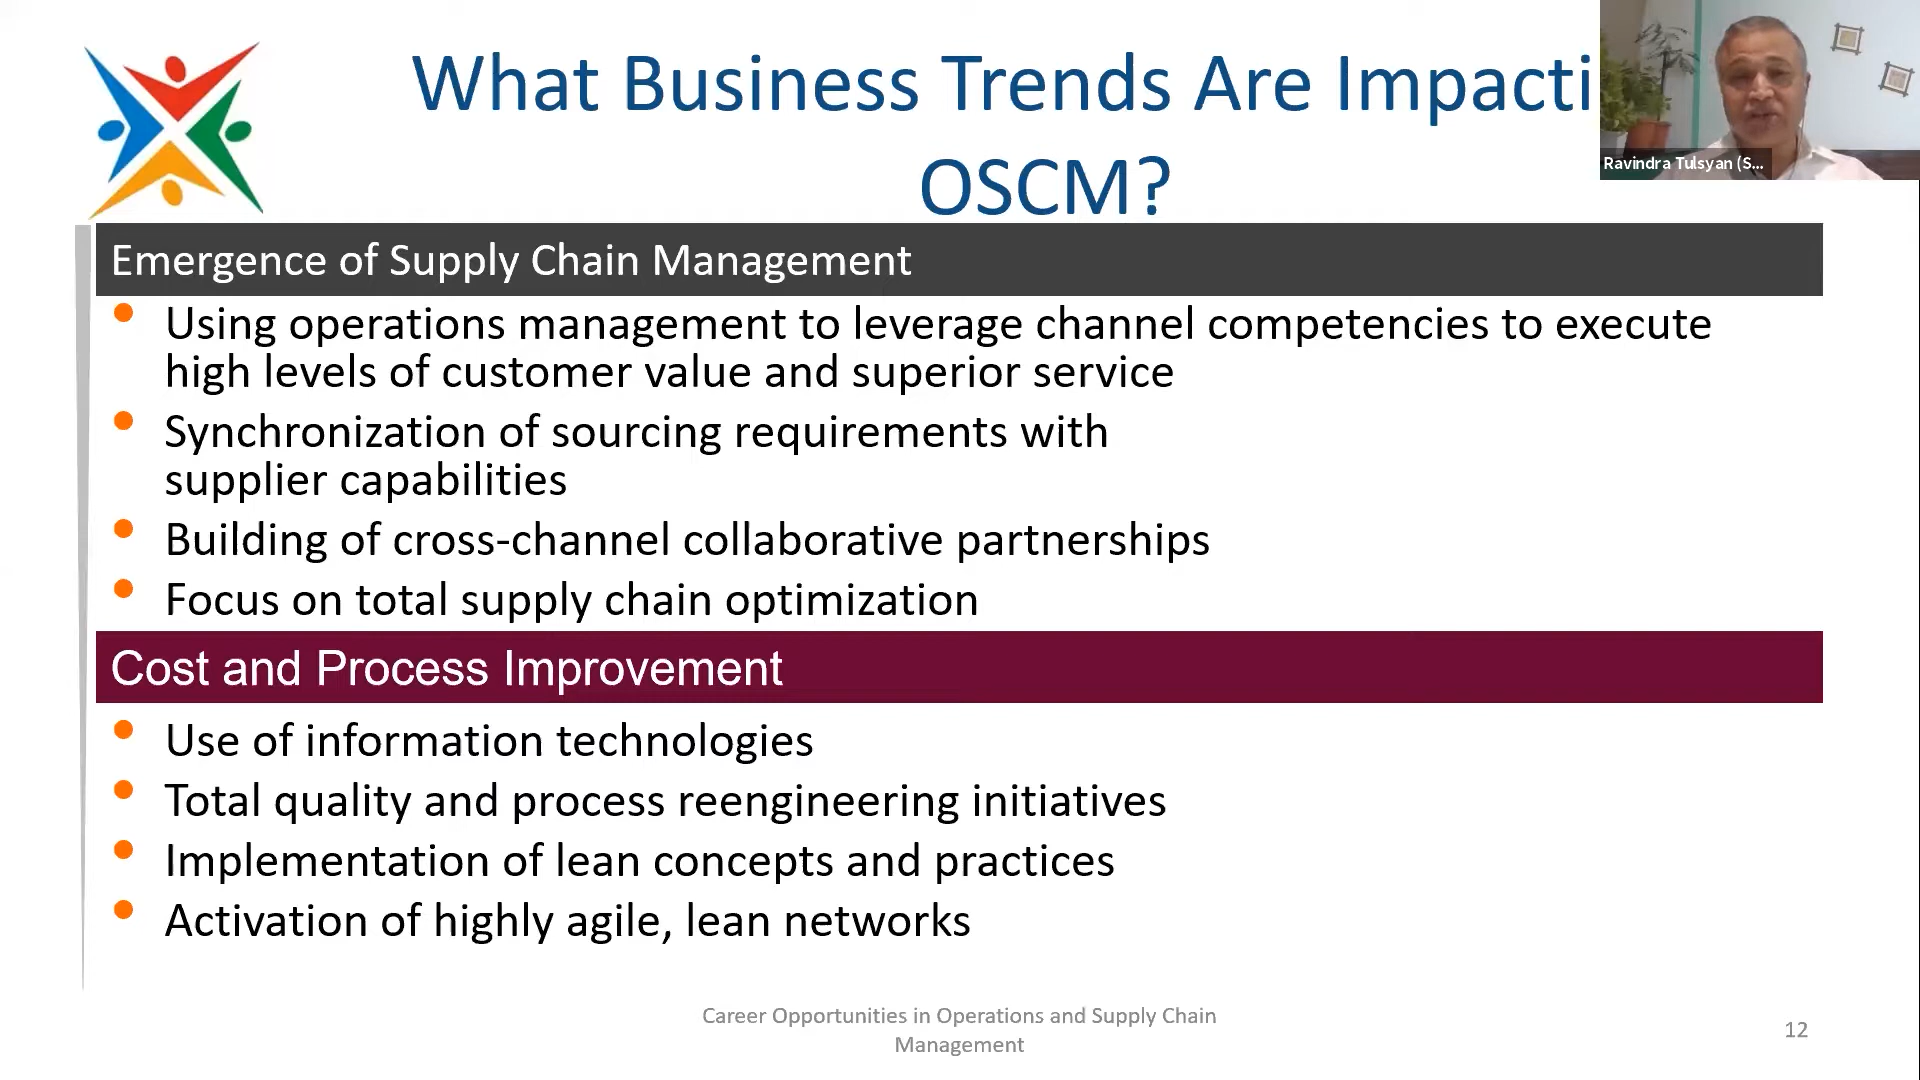 What Business Trends Are Impacti
OSCM?
Ravindra Tulsyan (S...
Emergence of Supply Chain Management
• Using operations management to leverage channel competencies to execute
high levels of customer value and superior service
• Synchronization of sourcing requirements with
supplier capabilities
• Building of cross-channel collaborative partnerships
• Focus on total supply chain optimization
Cost and Process Improvement
• Use of information technologies
• Total quality and process reengineering initiatives
• Implementation of lean concepts and practices
• Activation of highly agile, lean networks
Career Opportunities in Operations and Supply Chain
Management
12